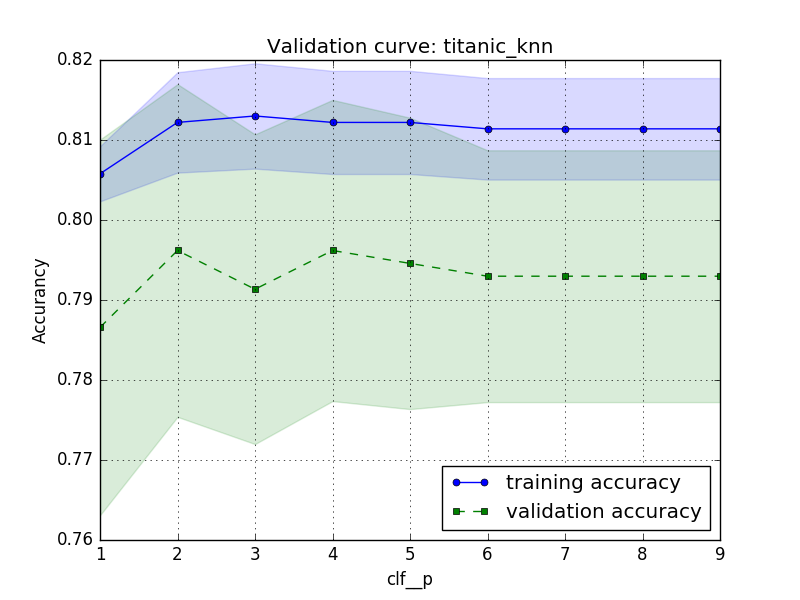 Validation curve: titanic_knn
0.82
0.81
0.80
0.79
0.78
0.77
0.76
Accurancy
training accuracy
validation accuracy
1 2 3 4 5 6 7 8 9
clf__p